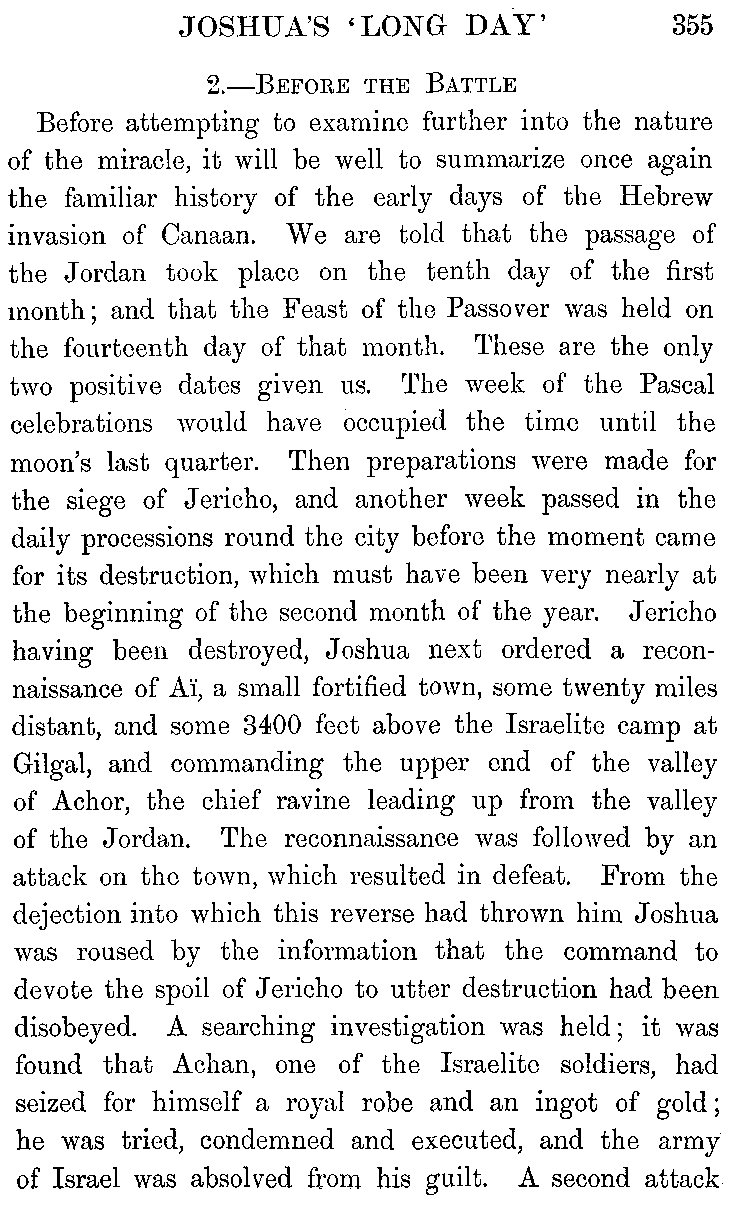 JOSHUA'S 'LONG DAY' 355
2.—BEFORE THE BATTLE
Before attempting to examine further into the nature
of the miracle, it will be well to summarize once again
the familiar history of the early days of the Hebrew
invasion of Canaan. We are told that the passage of
the Jordan took place on the tenth day of the first
month; and that the Feast of the Passover was held on
the fourteenth day of that month. These are the only
two positive dates given us. The week of the Pascal
celebrations would have occupied the time until the
moon's last quarter. Then preparations were made for
the siege of Jericho, and another week passed in the
daily processions round the city before the moment came
for its destruction, which must have been very nearly at
the beginning of the second month of the year. Jericho
having been destroyed, Joshua next ordered a recon-
naissance of Aï, a small fortified town, some twenty miles
distant, and some 3400 feet above the Israelite camp at
Gilgal, and commanding the upper end of the valley
of Achor, the chief ravine leading up from the valley
of the Jordan. The reconnaissance was followed by an
attack on the town, which resulted in defeat. From the
dejection into which this reverse had thrown him Joshua
was roused by the information that the command to
devote the spoil of Jericho to utter destruction had been
disobeyed. A searching investigation was held; it was
found that Achan, one of the Israelite soldiers, had
seized for himself a royal robe and an ingot of gold;
he was tried, condemned and executed, and the army
of Israel was absolved from his guilt. A second attack